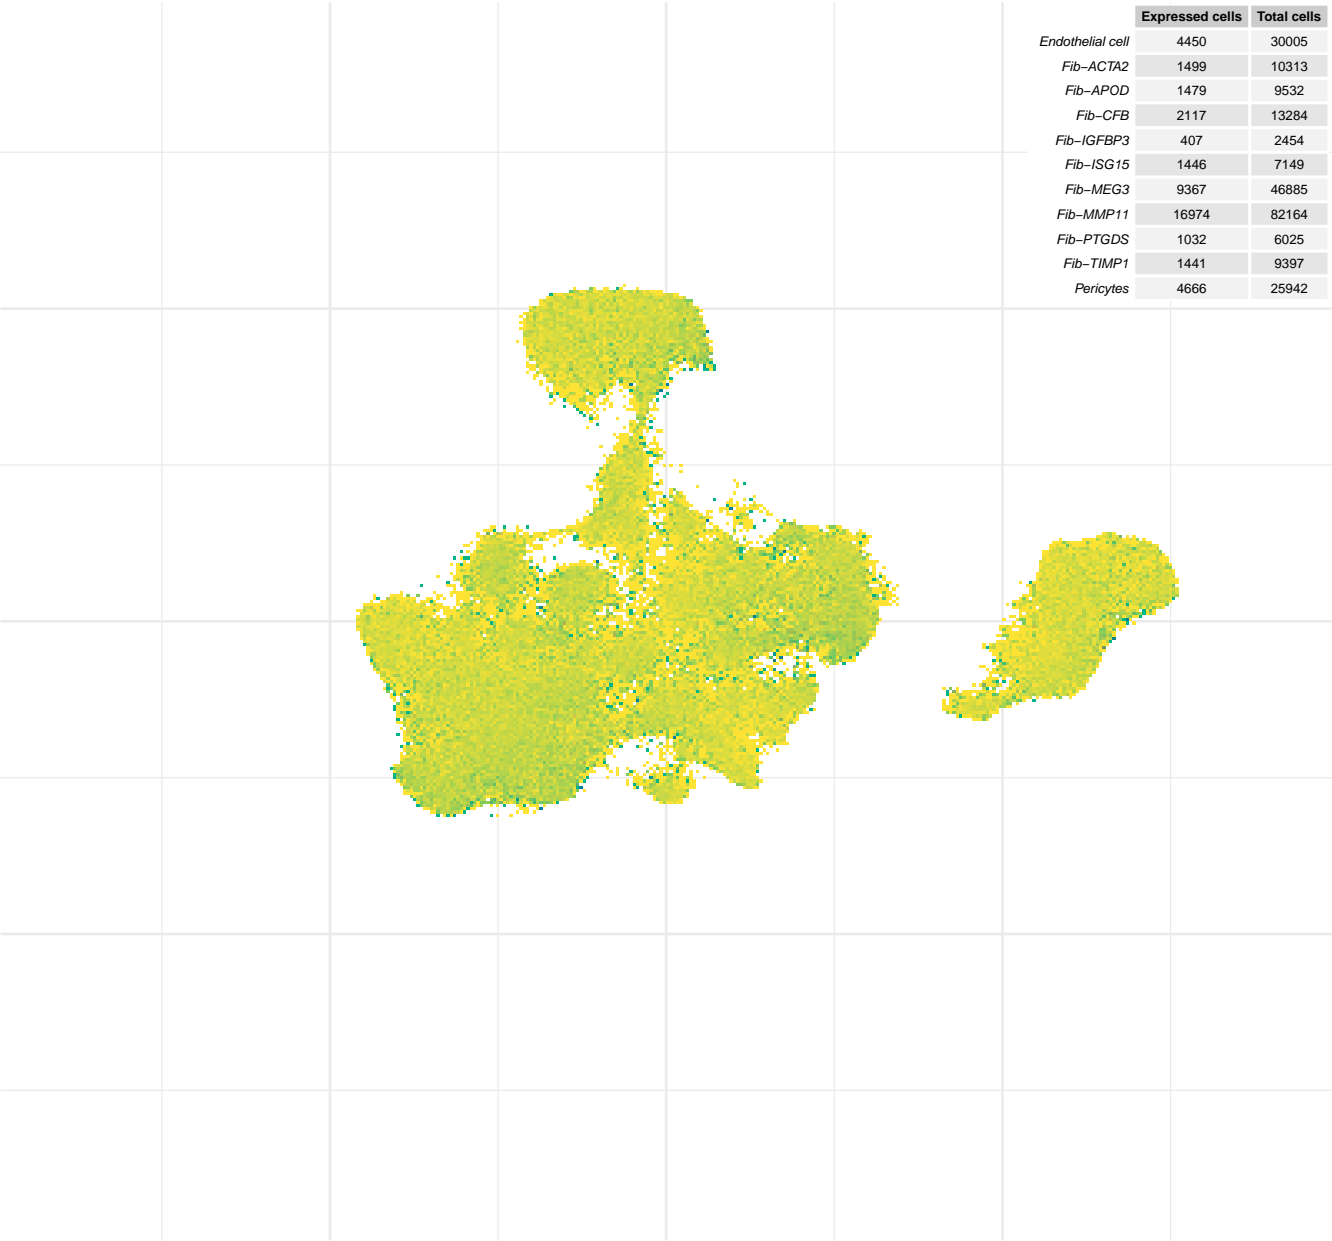 Expressed cells Total cells
Endothelial cell 4450 30005
Fib−ACTA2 1499 10313
Fib−APOD 1479 9532
Fib−CFB 2117 13284
Fib−IGFBP3 407 2454
Fib−ISG15 1446 7149
Fib−MEG3 9367 46885
Fib−MMP11 16974 82164
Fib−PTGDS 1032 6025
Fib−TIMP1 1441 9397
Pericytes 4666 25942